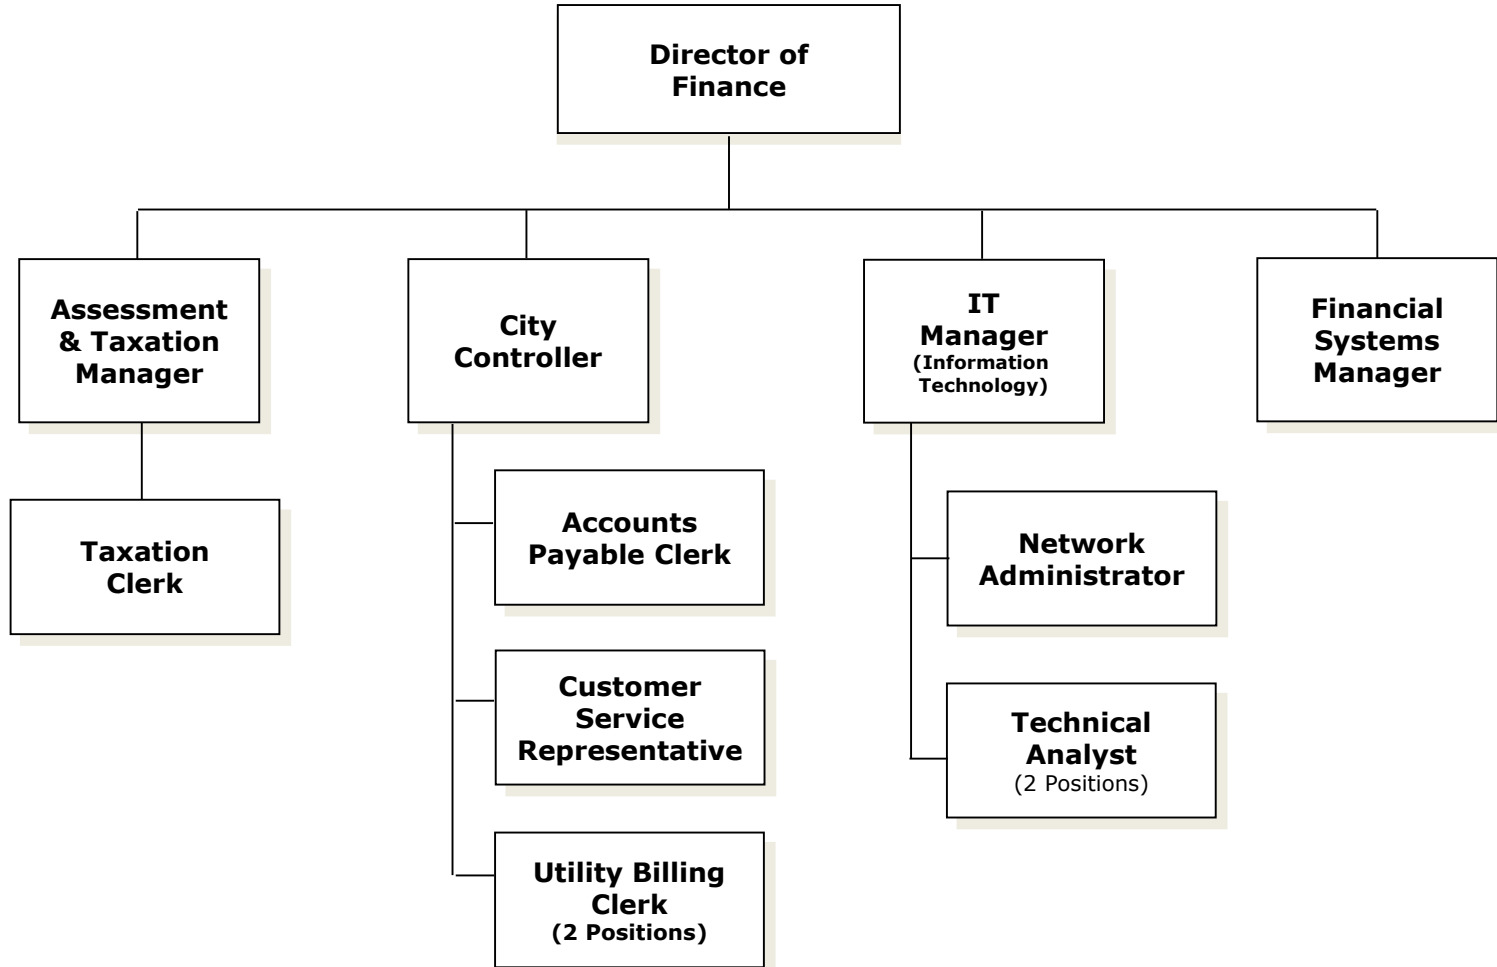 Director of
Finance
Assessment
& Taxation
Manager
City
Controller
IT
Manager
(Information
Technology)
Financial
Systems
Manager
Taxation
Clerk
Accounts
Payable Clerk
Customer
Service
Representative
Utility Billing
Clerk
(2 Positions)
Network
Administrator
Technical
Analyst
(2 Positions)